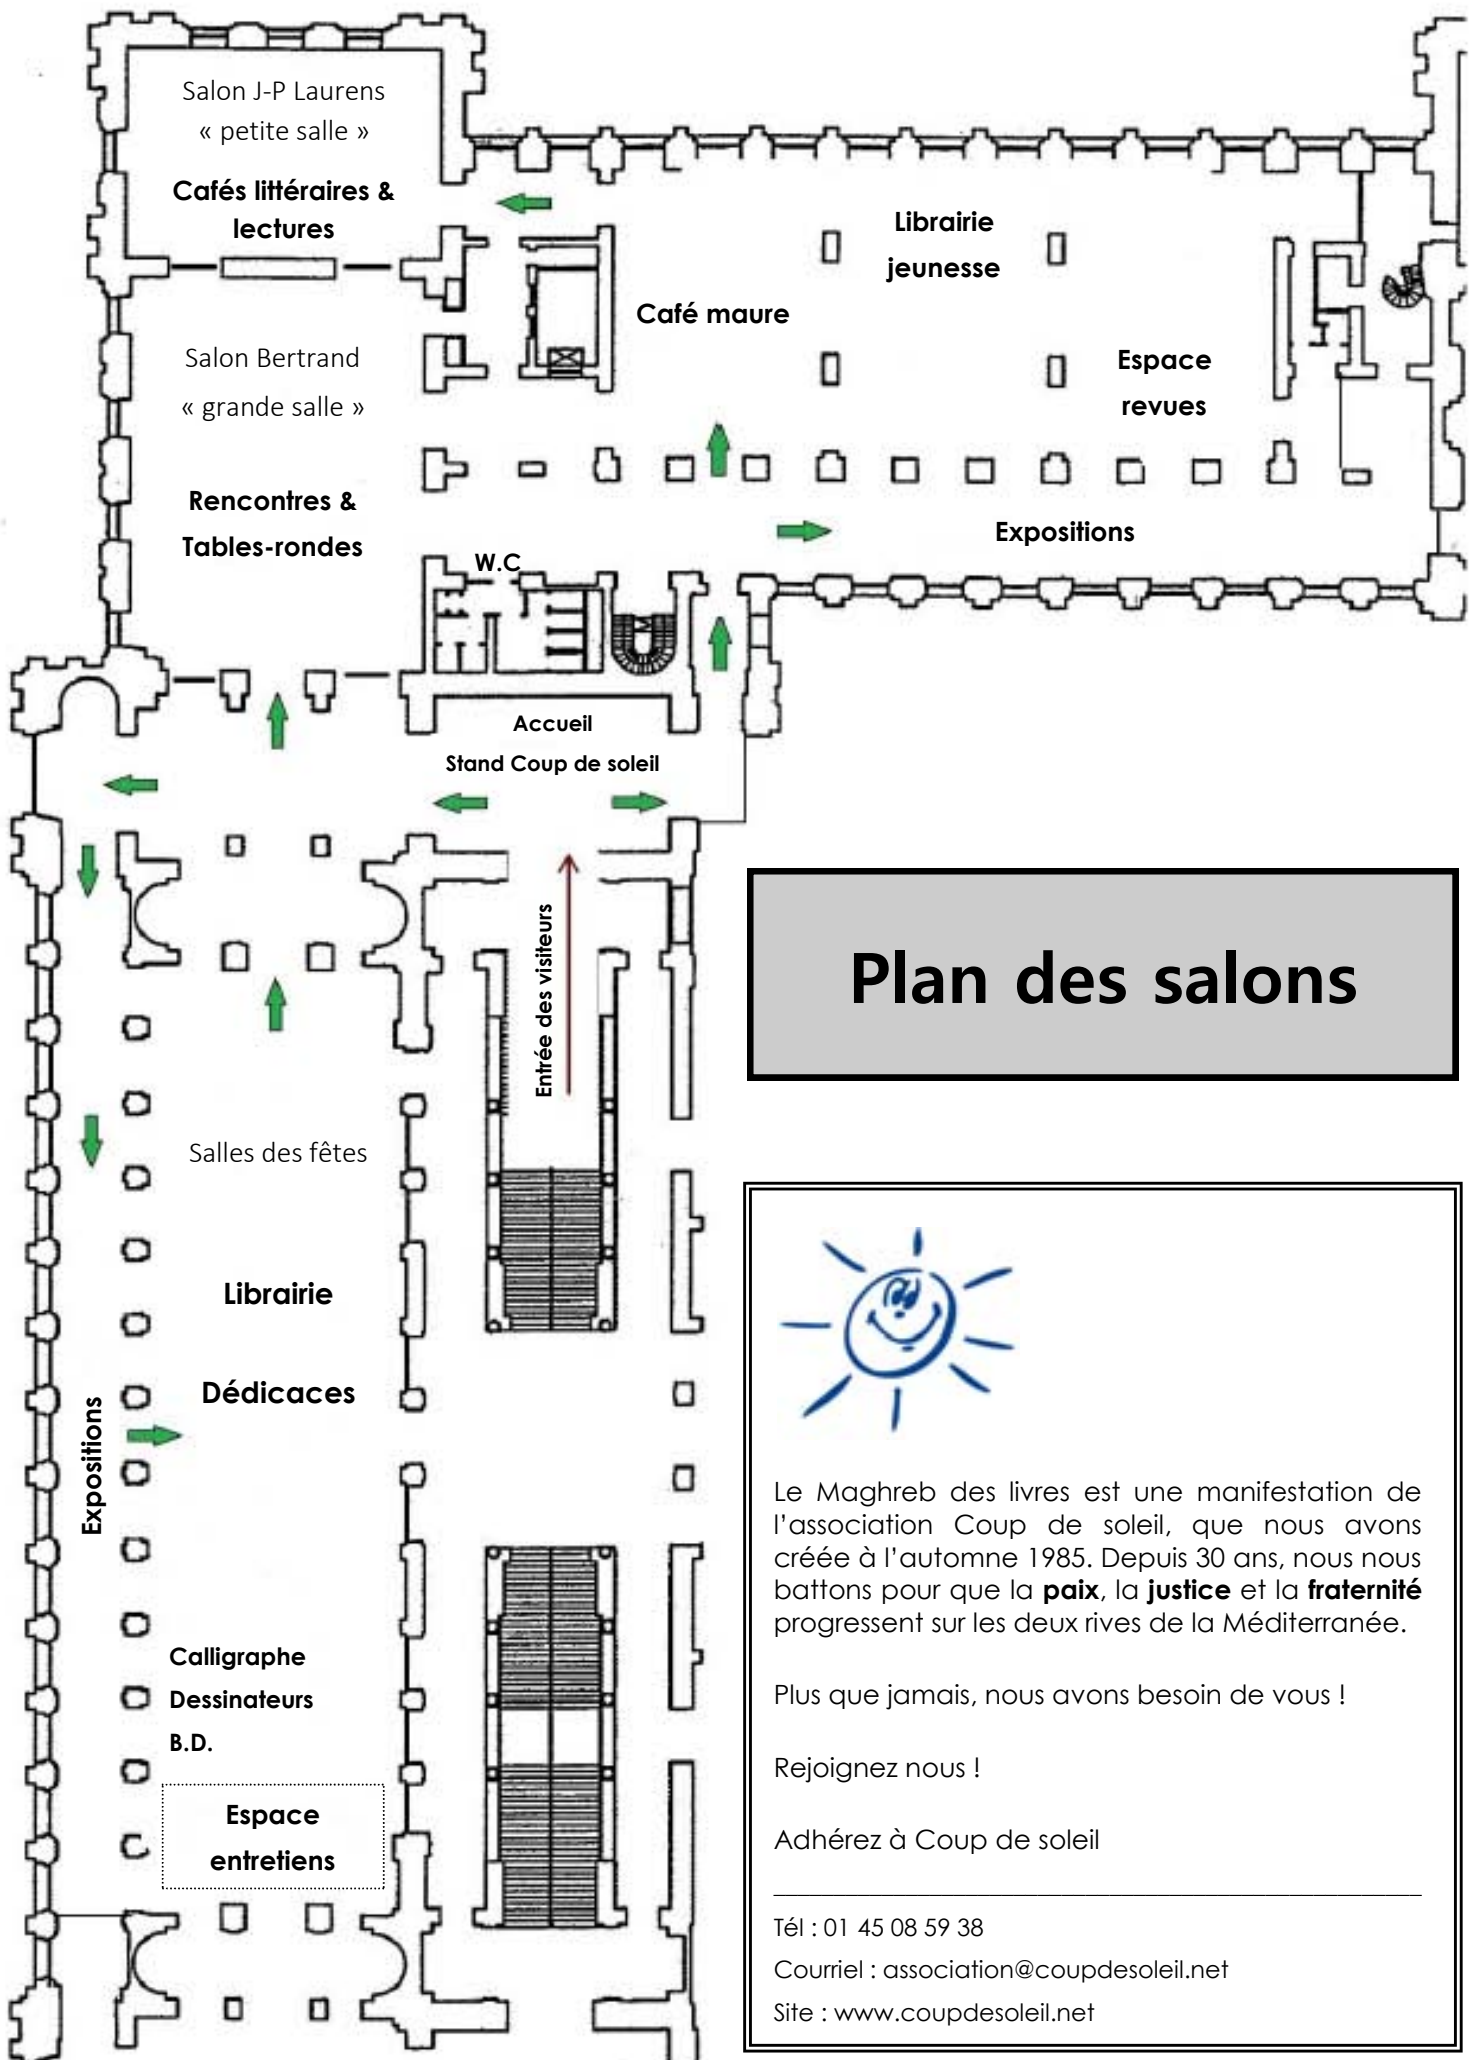 Salon J-P Laurens
« petite salle »
Cafés littéraires &
lectures
Librairie
jeunesse
Café maure
Salon Bertrand
« grande salle »
Espace
revues
Rencontres &
Tables-rondes
Expositions
W.C
Accueil
Stand Coup de soleil
Entrée des visiteurs
Plan des salons
Salles des fêtes
Librairie
Dédicaces
Expositions
Calligraphe
Dessinateurs
B.D.
Espace
entretiens
Le Maghreb des livres est une manifestation de
l'association Coup de soleil, que nous avons
créée à l'automne 1985. Depuis 30 ans, nous nous
battons pour que la paix, la justice et la fraternité
progressent sur les deux rives de la Méditerranée.
Plus que jamais, nous avons besoin de vous !
Rejoignez nous !
Adhérez à Coup de soleil
Tél : 01 45 08 59 38
Courriel : association@coupdesoleil.net
Site : www.coupdesoleil.net